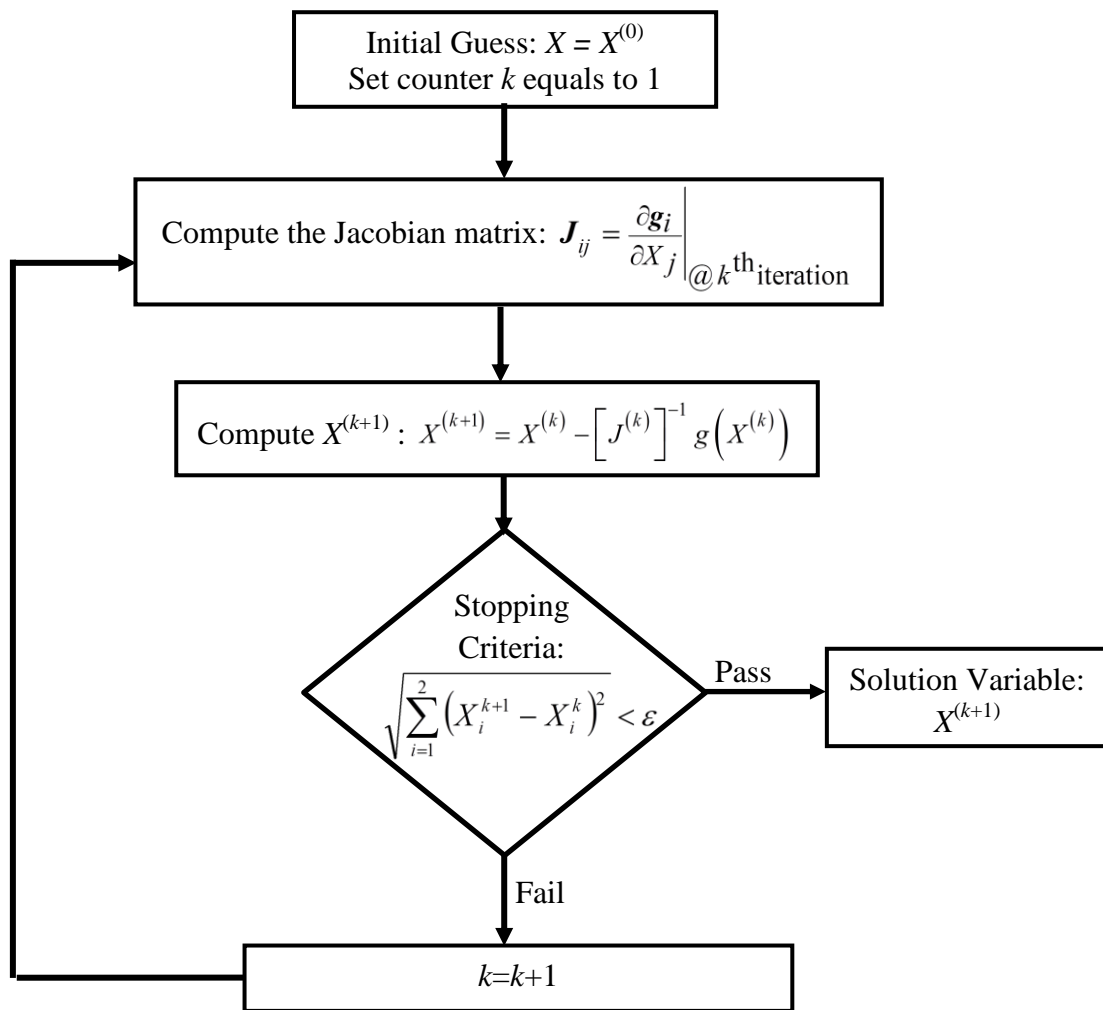 Initial Guess: X = X^(0)
Set counter k equals to 1
Compute the Jacobian matrix: J_ij = ∂g_i / ∂X_j |@ k^th iteration
Compute X^(k+1) : X^(k+1) = X^(k) − [J^(k)]^−1 g(X^(k))
Stopping
Criteria:
√(∑_{i=1}^{2} (X_i^{k+1} − X_i^k)^2) < ε
Pass
Solution Variable:
X^(k+1)
Fail
k=k+1